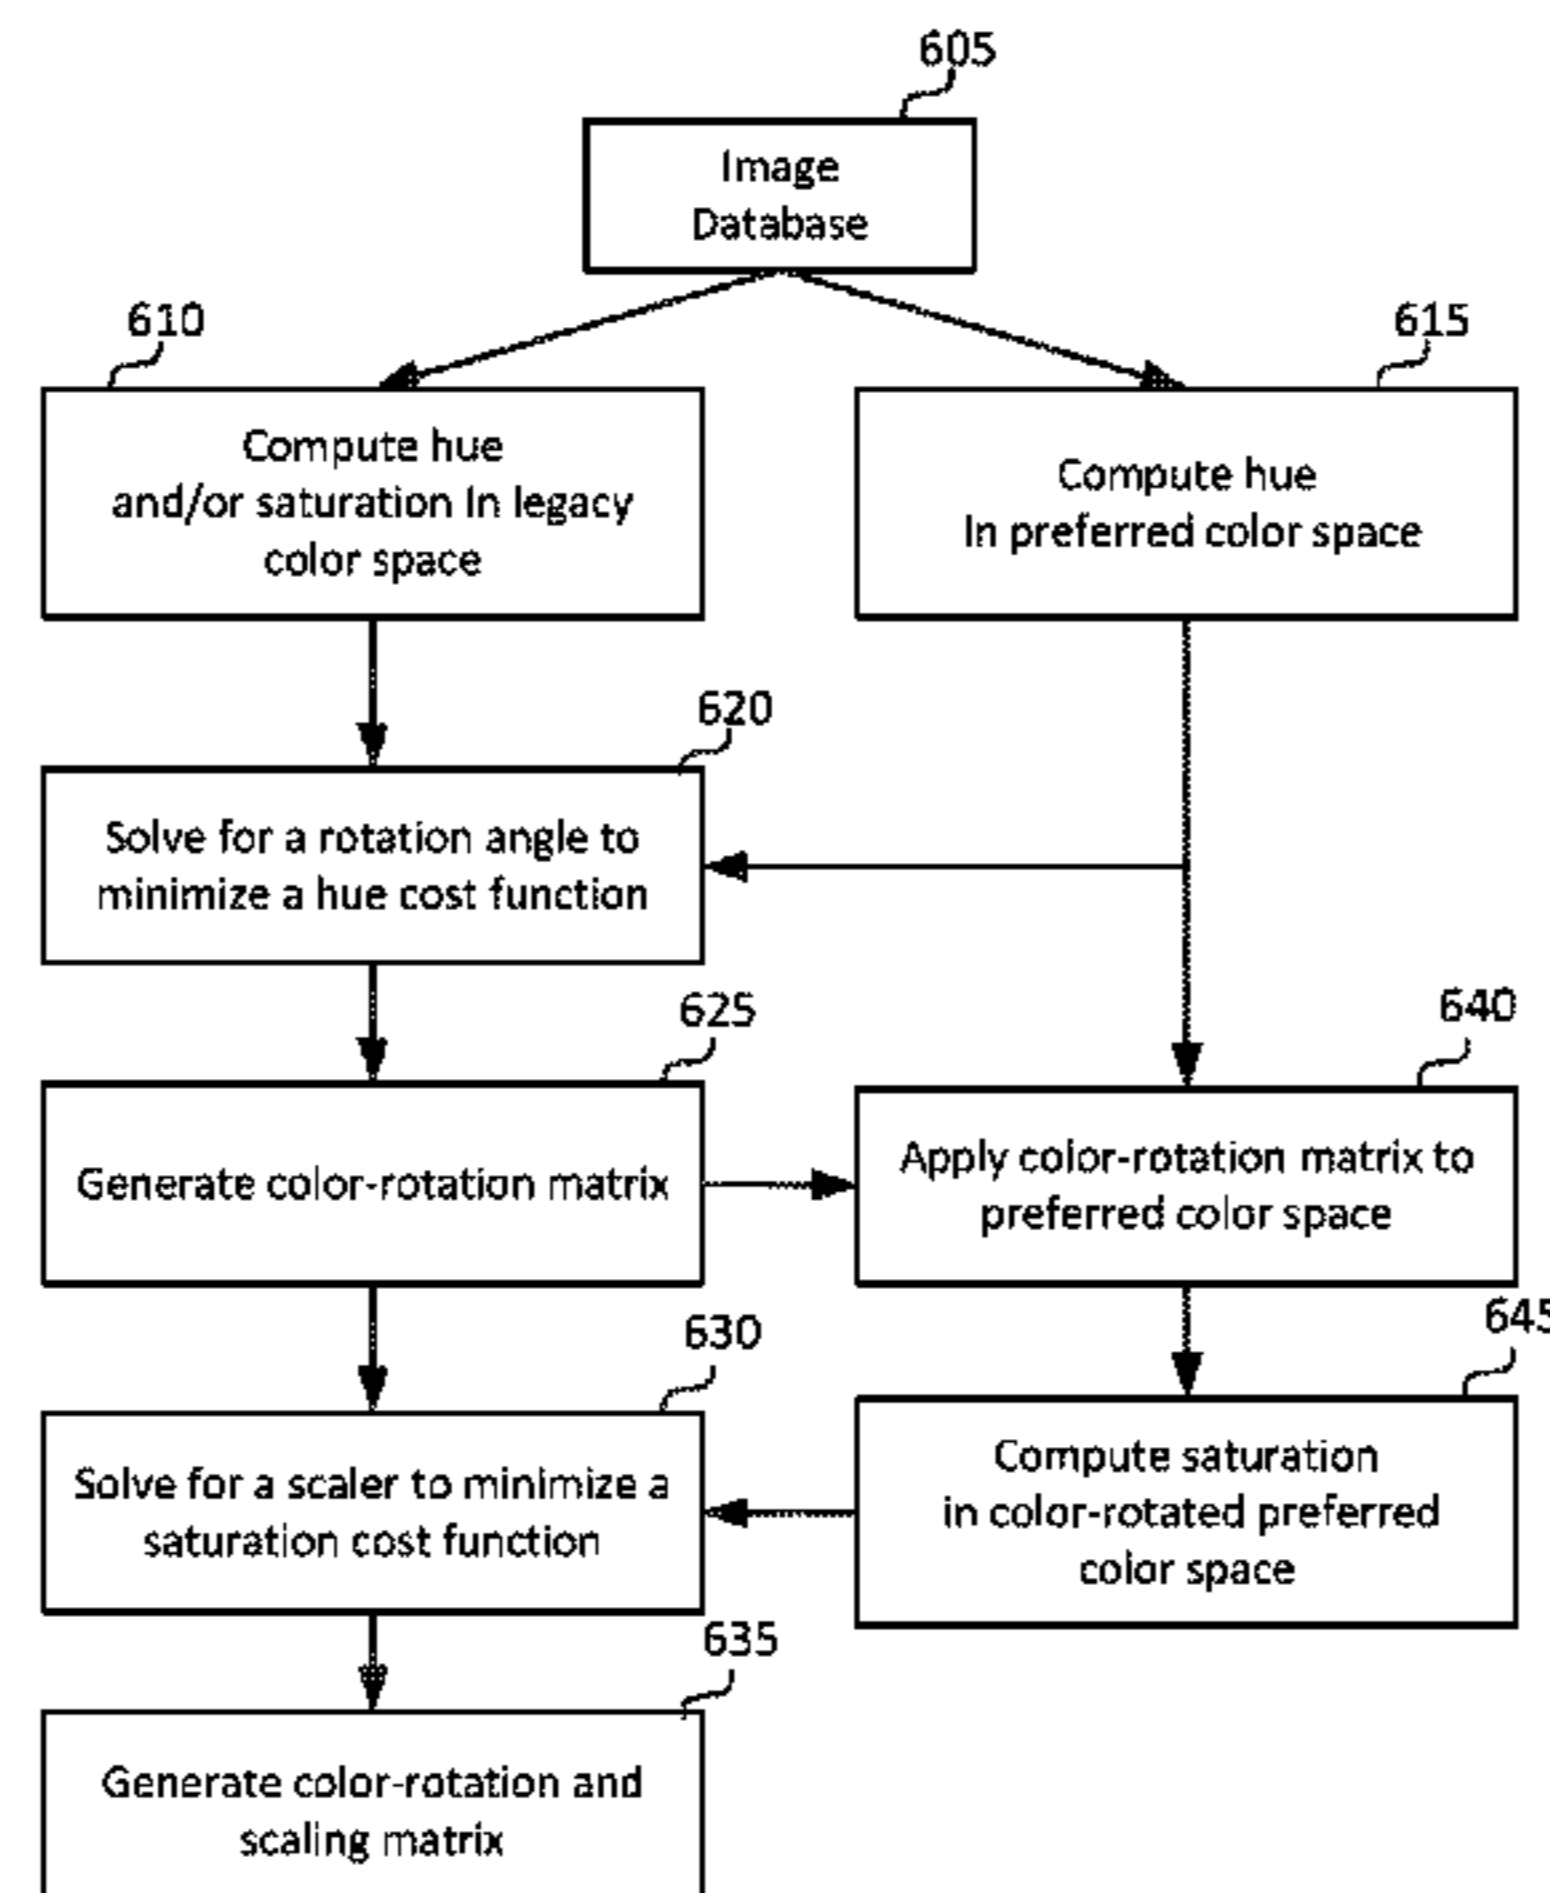 605
Image
Database
610
615
Compute hue
and/or saturation In legacy
color space
Compute hue
In preferred color space
620
Solve for a rotation angle to
minimize a hue cost function
625
640
Generate color-rotation matrix
Apply color-rotation matrix to
preferred color space
630
645
Solve for a scaler to minimize a
saturation cost function
Compute saturation
in color-rotated preferred
color space
635
Generate color-rotation and
scaling matrix